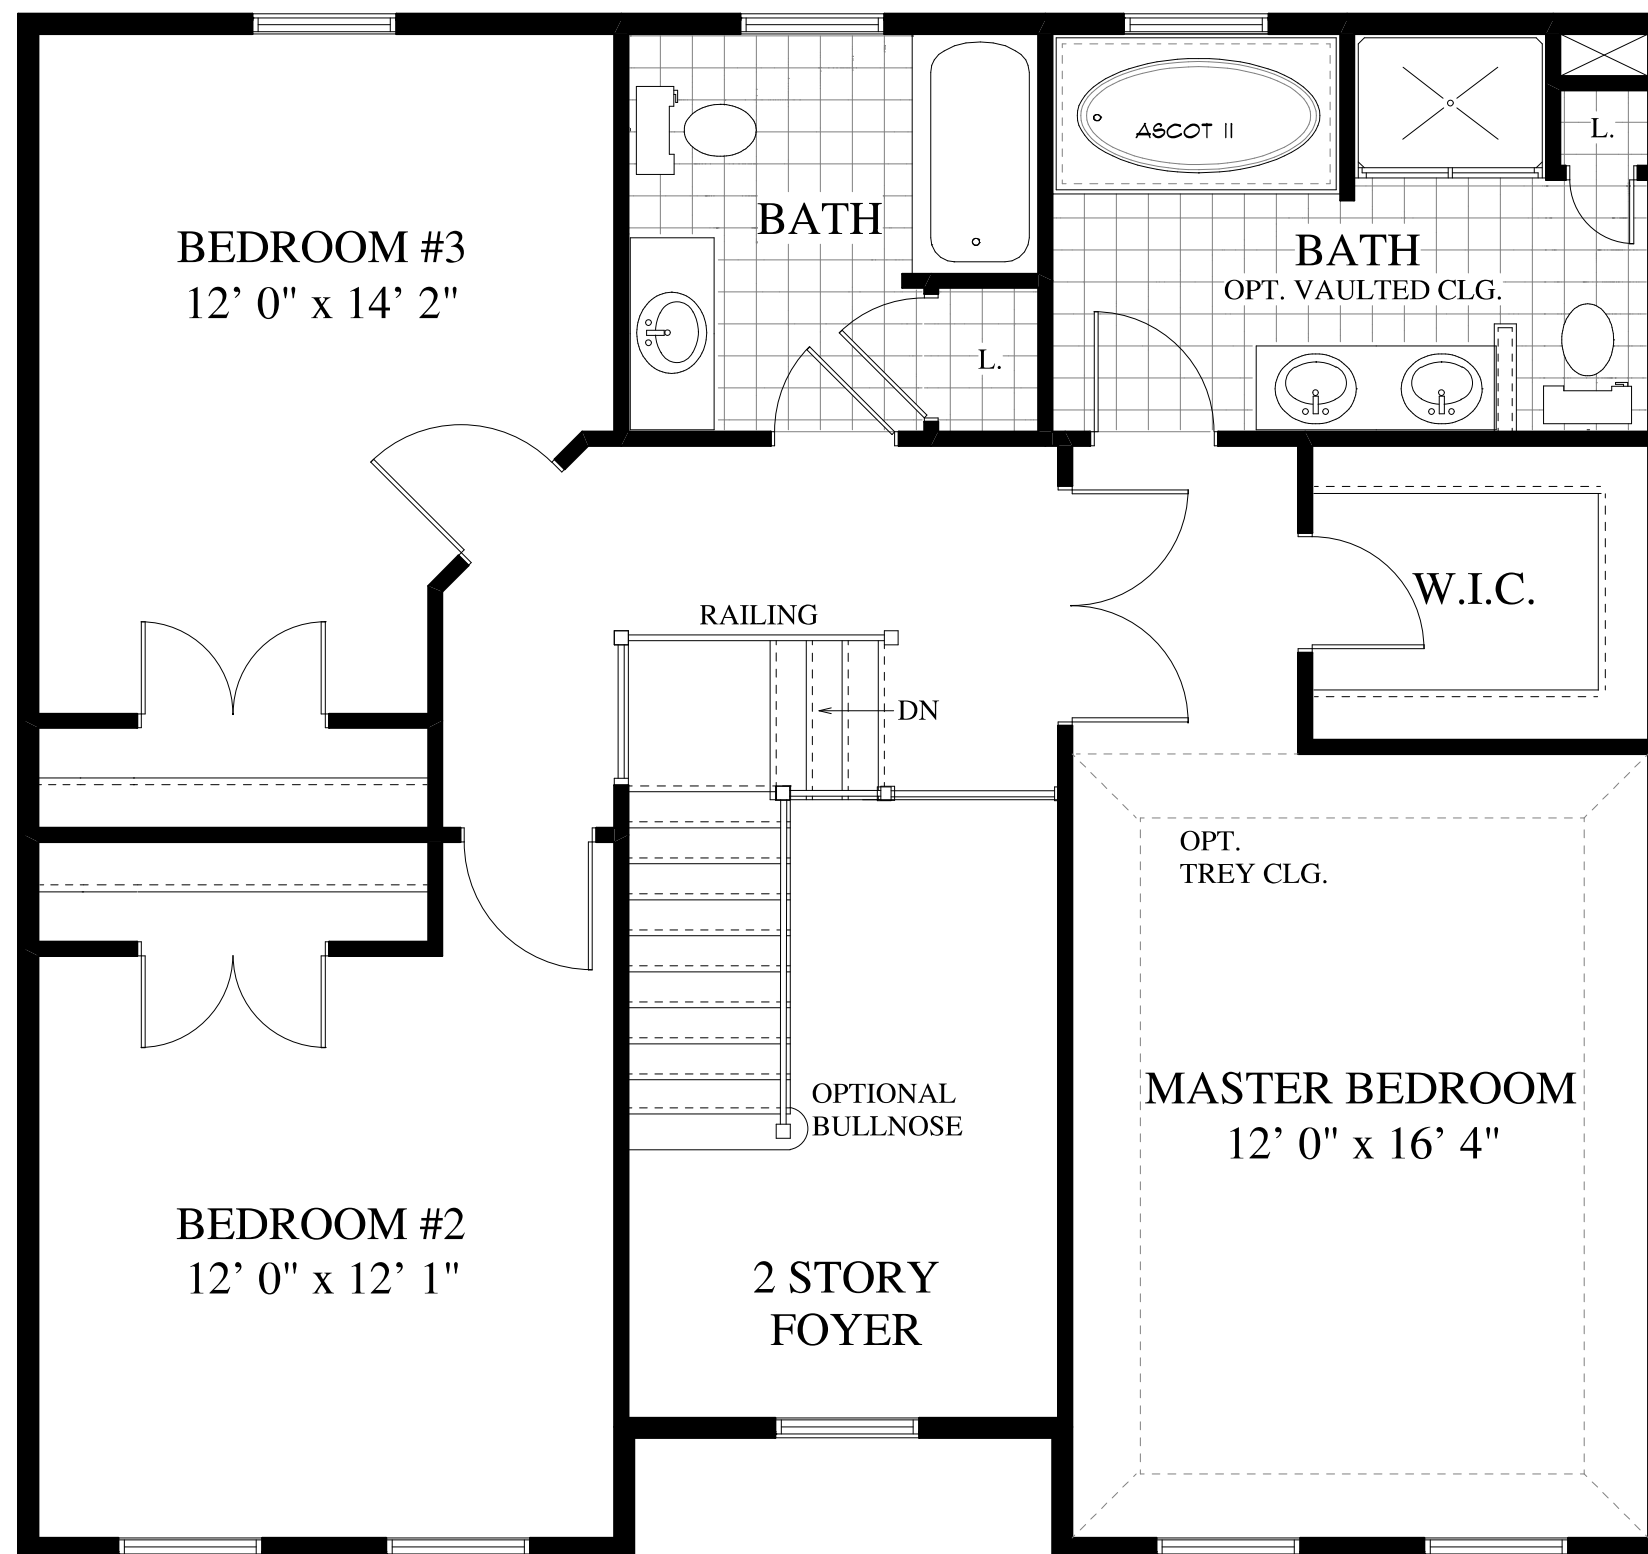 ASCOT II
L.
BATH
BATH
OPT. VAULTED CLG.
BEDROOM #3
12' 0" x 14' 2"
L.
W.I.C.
RAILING
DN
OPT.
TREY CLG.
OPTIONAL
BULLNOSE
MASTER BEDROOM
12' 0" x 16' 4"
BEDROOM #2
12' 0" x 12' 1"
2 STORY
FOYER